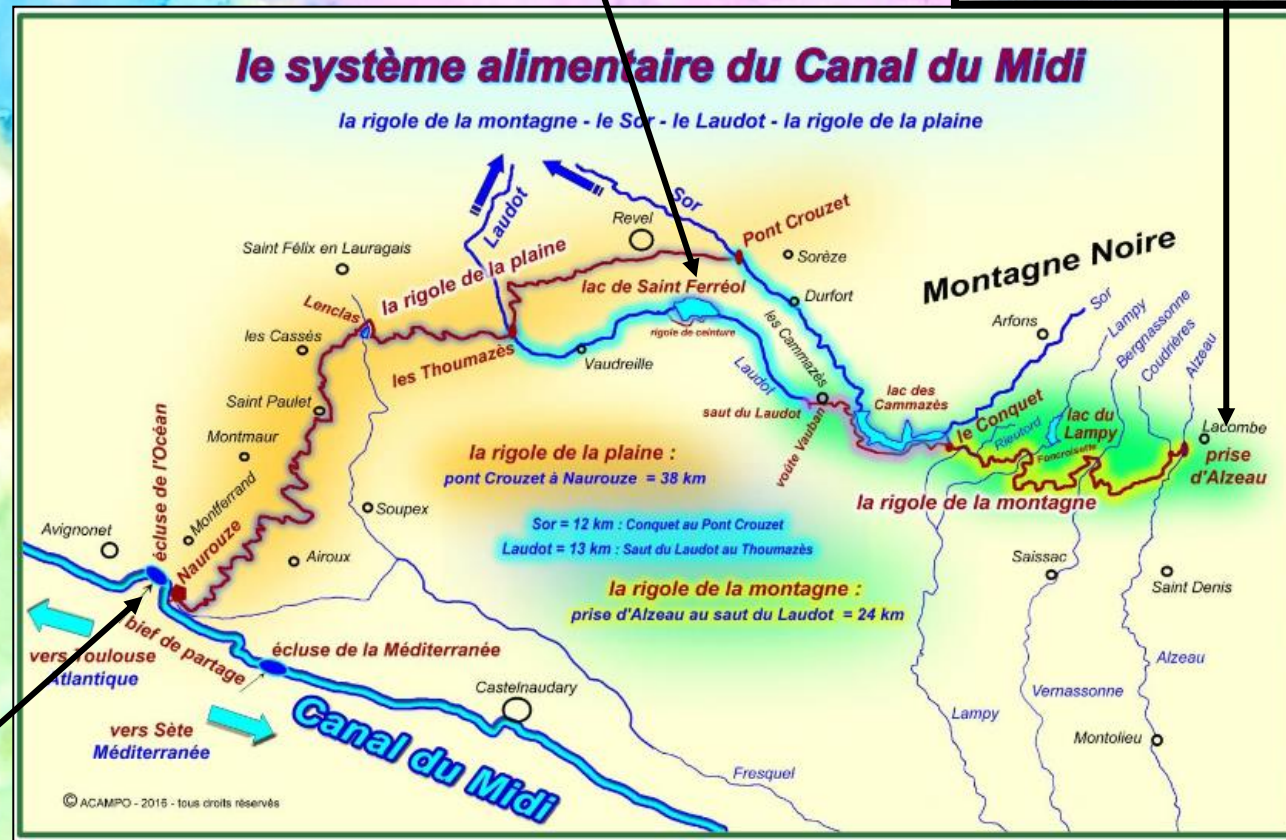 le système alimentaire du Canal du Midi
la rigole de la montagne - le Sor - le Laudot - la rigole de la plaine
Laudot
Sor
Revel
Pont Crouzet
Saint Félix en Lauragais
la rigole de la plaine
Sorèze
lac de Saint Ferréol
Montagne Noire
Durfort
Lenclas
rigole de ceinture
Arfons
Sor
Lampy
Bergnassonne
Coudrières
Alzeau
les Cassés
les Thoumazès
Vaudreille
les Cammazès
Laudot
lac des
Cammazès
Saint Paulet
saut du Laudot
voûte Vauban
le Conquet
Rieutord
lac du
Lampy
Foncroisette
Lacombe
prise
d'Alzeau
Montmaur
la rigole de la plaine :
pont Crouzet à Naurouze = 38 km
la rigole de la montagne
écluse de l'Océan
Montferrand
Soupex
Avignonet
Naurouze
Airoux
Sor = 12 km : Conquet au Pont Crouzet
Laudot = 13 km : Saut du Laudot au Thoumazès
Saissac
Saint Denis
la rigole de la montagne :
prise d'Alzeau au saut du Laudot = 24 km
bief de partage
écluse de la Méditerranée
vers Toulouse
Atlantique
Alzeau
Castelnaudary
Vernassonne
Lampy
vers Sète
Méditerranée
Canal du Midi
Montolieu
Fresquel
© ACAMPO - 2016 - tous droits réservés